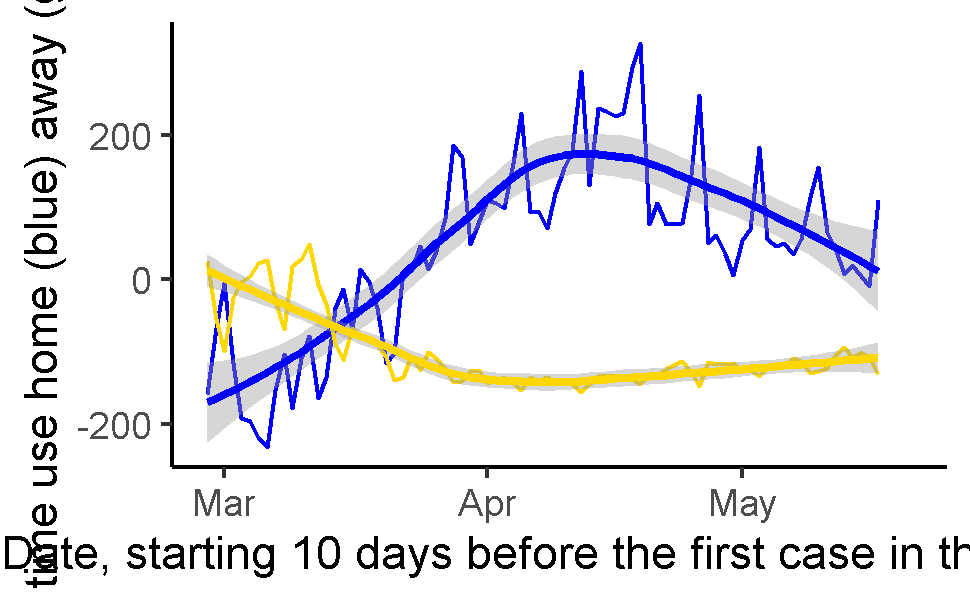 time use home (blue) away (
200
0
-200
Mar Apr May
Date, starting 10 days before the first case in th